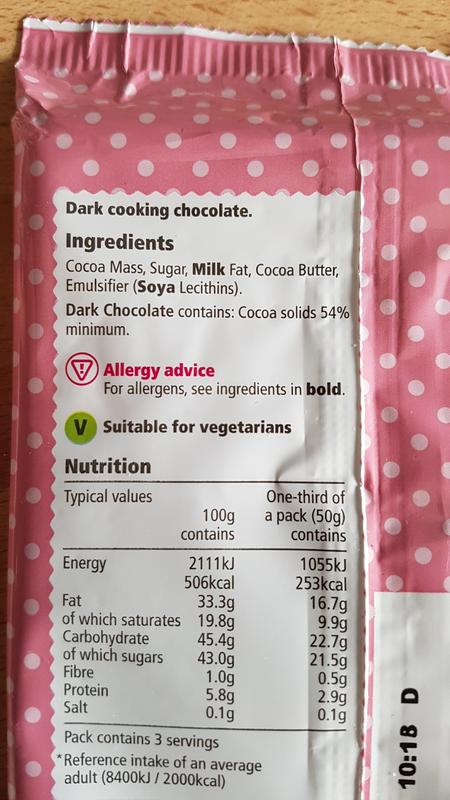 Dark cooking chocolate.
Ingredients
Cocoa Mass, Sugar, Milk Fat, Cocoa Butter,
Emulsifier (Soya Lecithins).
Dark Chocolate contains: Cocoa solids 54%
minimum.
Allergy advice
For allergens, see ingredients in bold.
V Suitable for vegetarians
Nutrition
Typical values One-third of
100g a pack (50g)
contains contains
Energy 2111kJ 1055kJ
506kcal 253kcal
Fat 33.3g 16.7g
of which saturates 19.8g 9.9g
Carbohydrate 45.4g 22.7g
of which sugars 43.0g 21.5g
Fibre 1.0g 0.5g
Protein 5.8g 2.9g
Salt 0.1g 0.1g
Pack contains 3 servings
*Reference intake of an average
adult (8400kJ / 2000kcal)
10:18 D